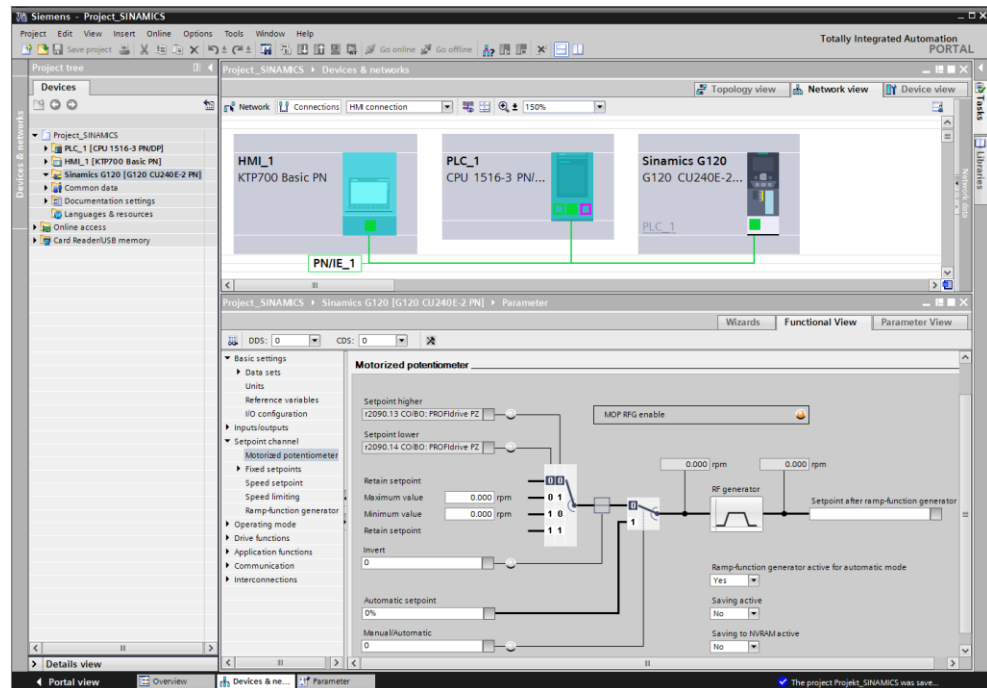 Siemens - Project_SINAMICS
Project Edit View Insert Online Options Tools Window Help
Save project Go online Go offline
Totally Integrated Automation
PORTAL
Project tree
Devices
Devices & networks
Project_SINAMICS
PLC_1 [CPU 1516-3 PN/DP]
HMI_1 [KTP700 Basic PN]
Sinamics G120 [G120 CU240E-2 PN]
Common data
Documentation settings
Languages & resources
Online access
Card Reader/USB memory
Details view
Project_SINAMICS Devices & networks
Topology view Network view Device view
Network Connections HMI connection 150%
HMI_1
KTP700 Basic PN
PLC_1
CPU 1516-3 PN/...
Sinamics G120
G120 CU240E-2...
PLC_1
PN/IE_1
Network data
Tasks
Libraries
Project_SINAMICS Sinamics G120 [G120 CU240E-2 PN] Parameter
Wizards Functional View Parameter View
DDS: 0 CDS: 0
Basic settings
Data sets
Units
Reference variables
I/O configuration
Inputs/outputs
Setpoint channel
Motorized potentiometer
Fixed setpoints
Speed setpoint
Speed limiting
Ramp-function generator
Operating mode
Drive functions
Application functions
Communication
Interconnections
Motorized potentiometer
Setpoint higher
r2090.13 CO/BO: PROFIdrive PZ
MOP RFG enable
Setpoint lower
r2090.14 CO/BO: PROFIdrive PZ
0.000 rpm 0.000 rpm
Retain setpoint 0 0
Maximum value 0.000 rpm 0 1
Minimum value 0.000 rpm 1 0
Retain setpoint 1 1
0
1
RF generator
Setpoint after ramp-function generator
Invert
0
Ramp-function generator active for automatic mode
Yes
Automatic setpoint
0%
Saving active
No
Manual/Automatic
0
Saving to NVRAM active
No
Portal view Overview Devices & ne... Parameter
The project Projekt_SINAMICS was save...